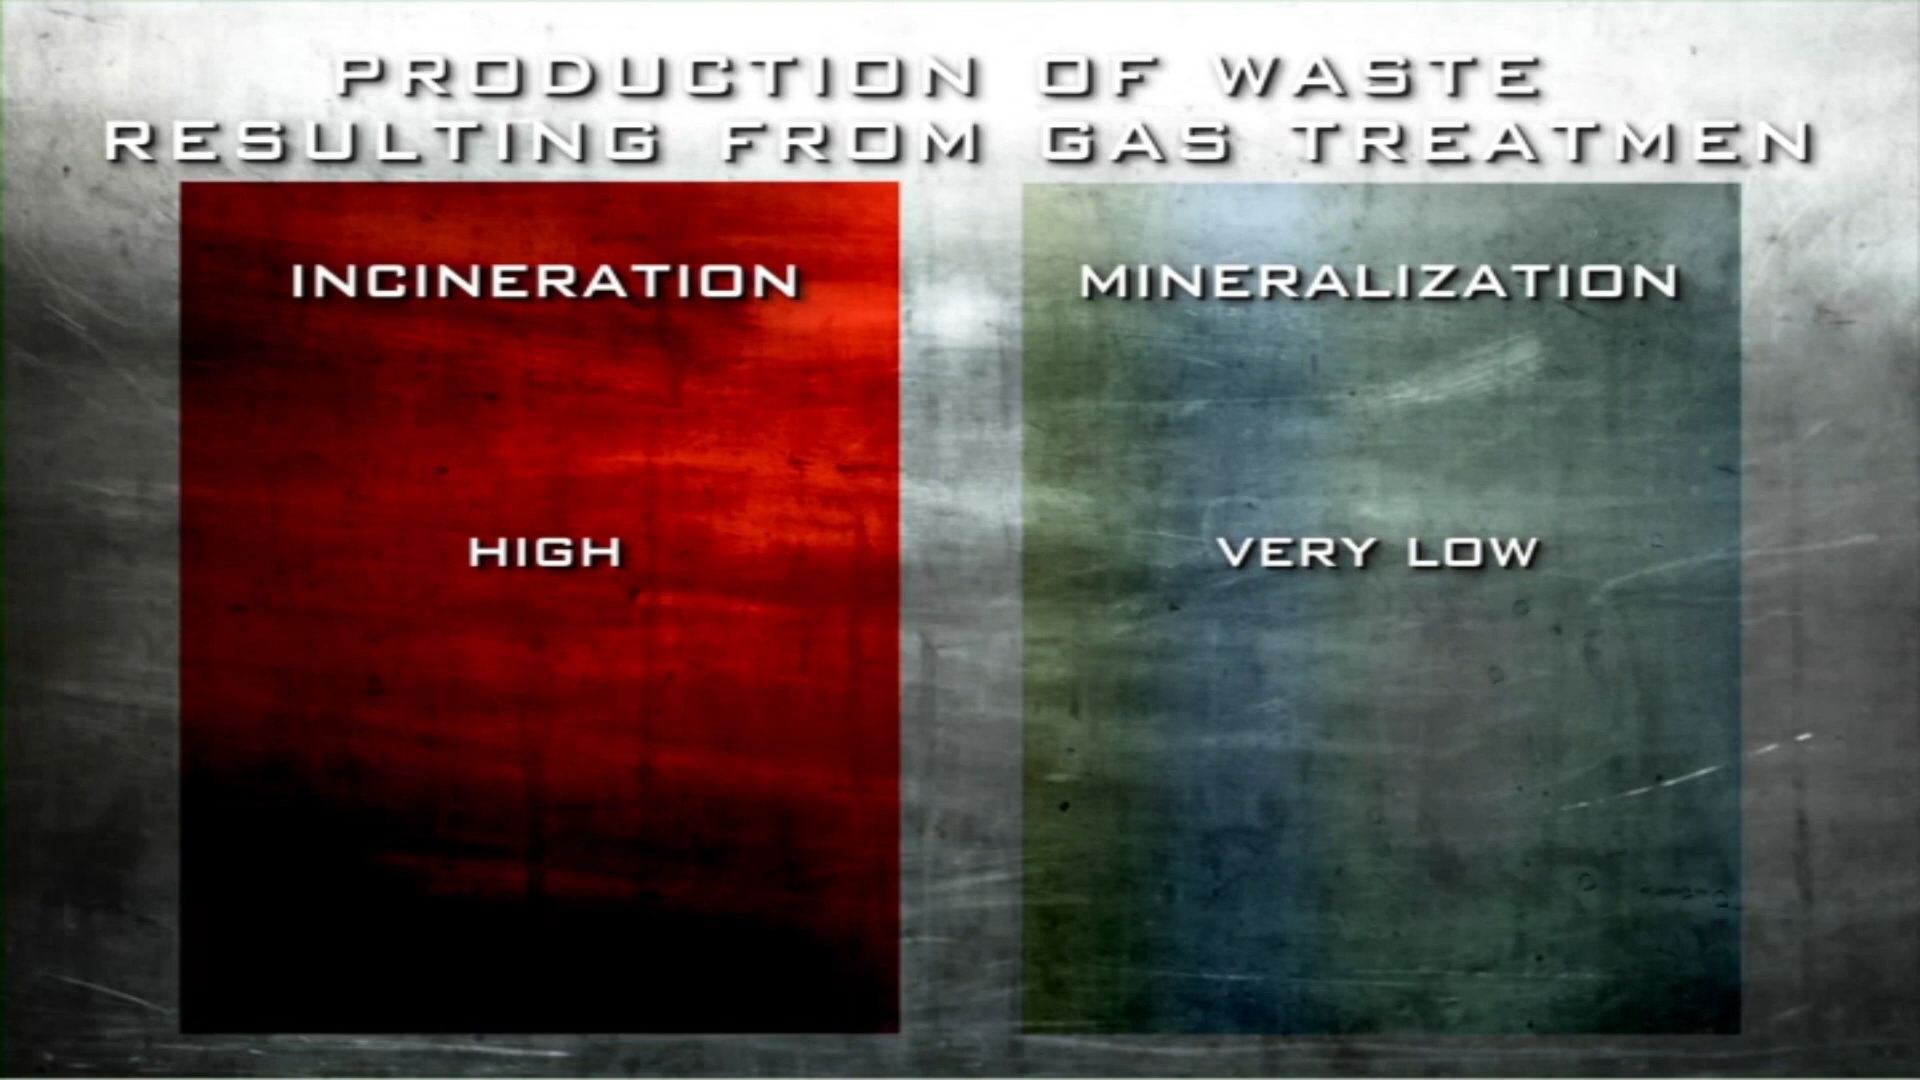 PRODUCTION OF WASTE
RESULTING FROM GAS TREATMEN
INCINERATION
MINERALIZATION
HIGH
VERY LOW